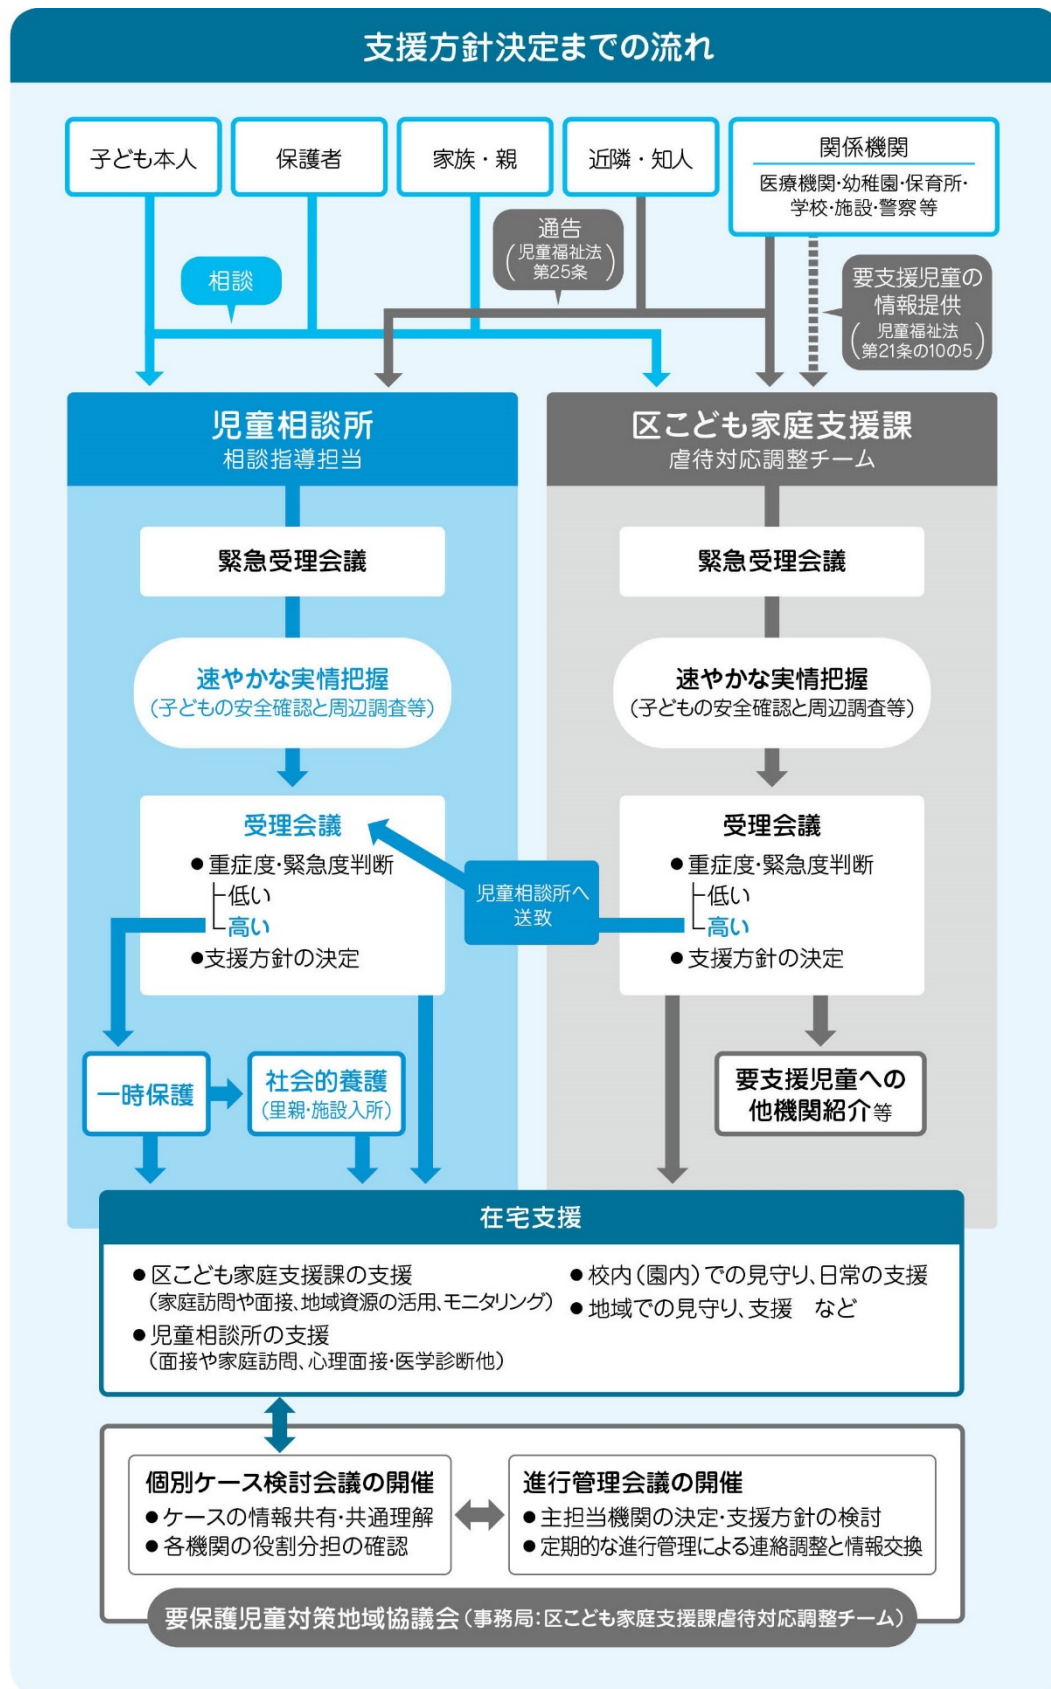 支援方針決定までの流れ
子ども本人
保護者
家族・親
近隣・知人
関係機関
医療機関・幼稚園・保育所・
学校・施設・警察等
相談
通告
(児童福祉法
第25条)
要支援児童の
情報提供
(児童福祉法
第21条の10の5)
児童相談所
相談指導担当
緊急受理会議
速やかな実情把握
(子どもの安全確認と周辺調査等)
受理会議
●重症度・緊急度判断
低い
高い
●支援方針の決定
一時保護
社会的養護
(里親・施設入所)
児童相談所へ
送致
区こども家庭支援課
虐待対応調整チーム
緊急受理会議
速やかな実情把握
(子どもの安全確認と周辺調査等)
受理会議
●重症度・緊急度判断
低い
高い
●支援方針の決定
要支援児童への
他機関紹介等
在宅支援
●区こども家庭支援課の支援
(家庭訪問や面接、地域資源の活用、モニタリング)
●児童相談所の支援
(面接や家庭訪問、心理面接・医学診断他)
●校内(園内)での見守り、日常の支援
●地域での見守り、支援 など
個別ケース検討会議の開催
●ケースの情報共有・共通理解
●各機関の役割分担の確認
進行管理会議の開催
●主担当機関の決定・支援方針の検討
●定期的な進行管理による連絡調整と情報交換
要保護児童対策地域協議会(事務局:区こども家庭支援課虐待対応調整チーム)